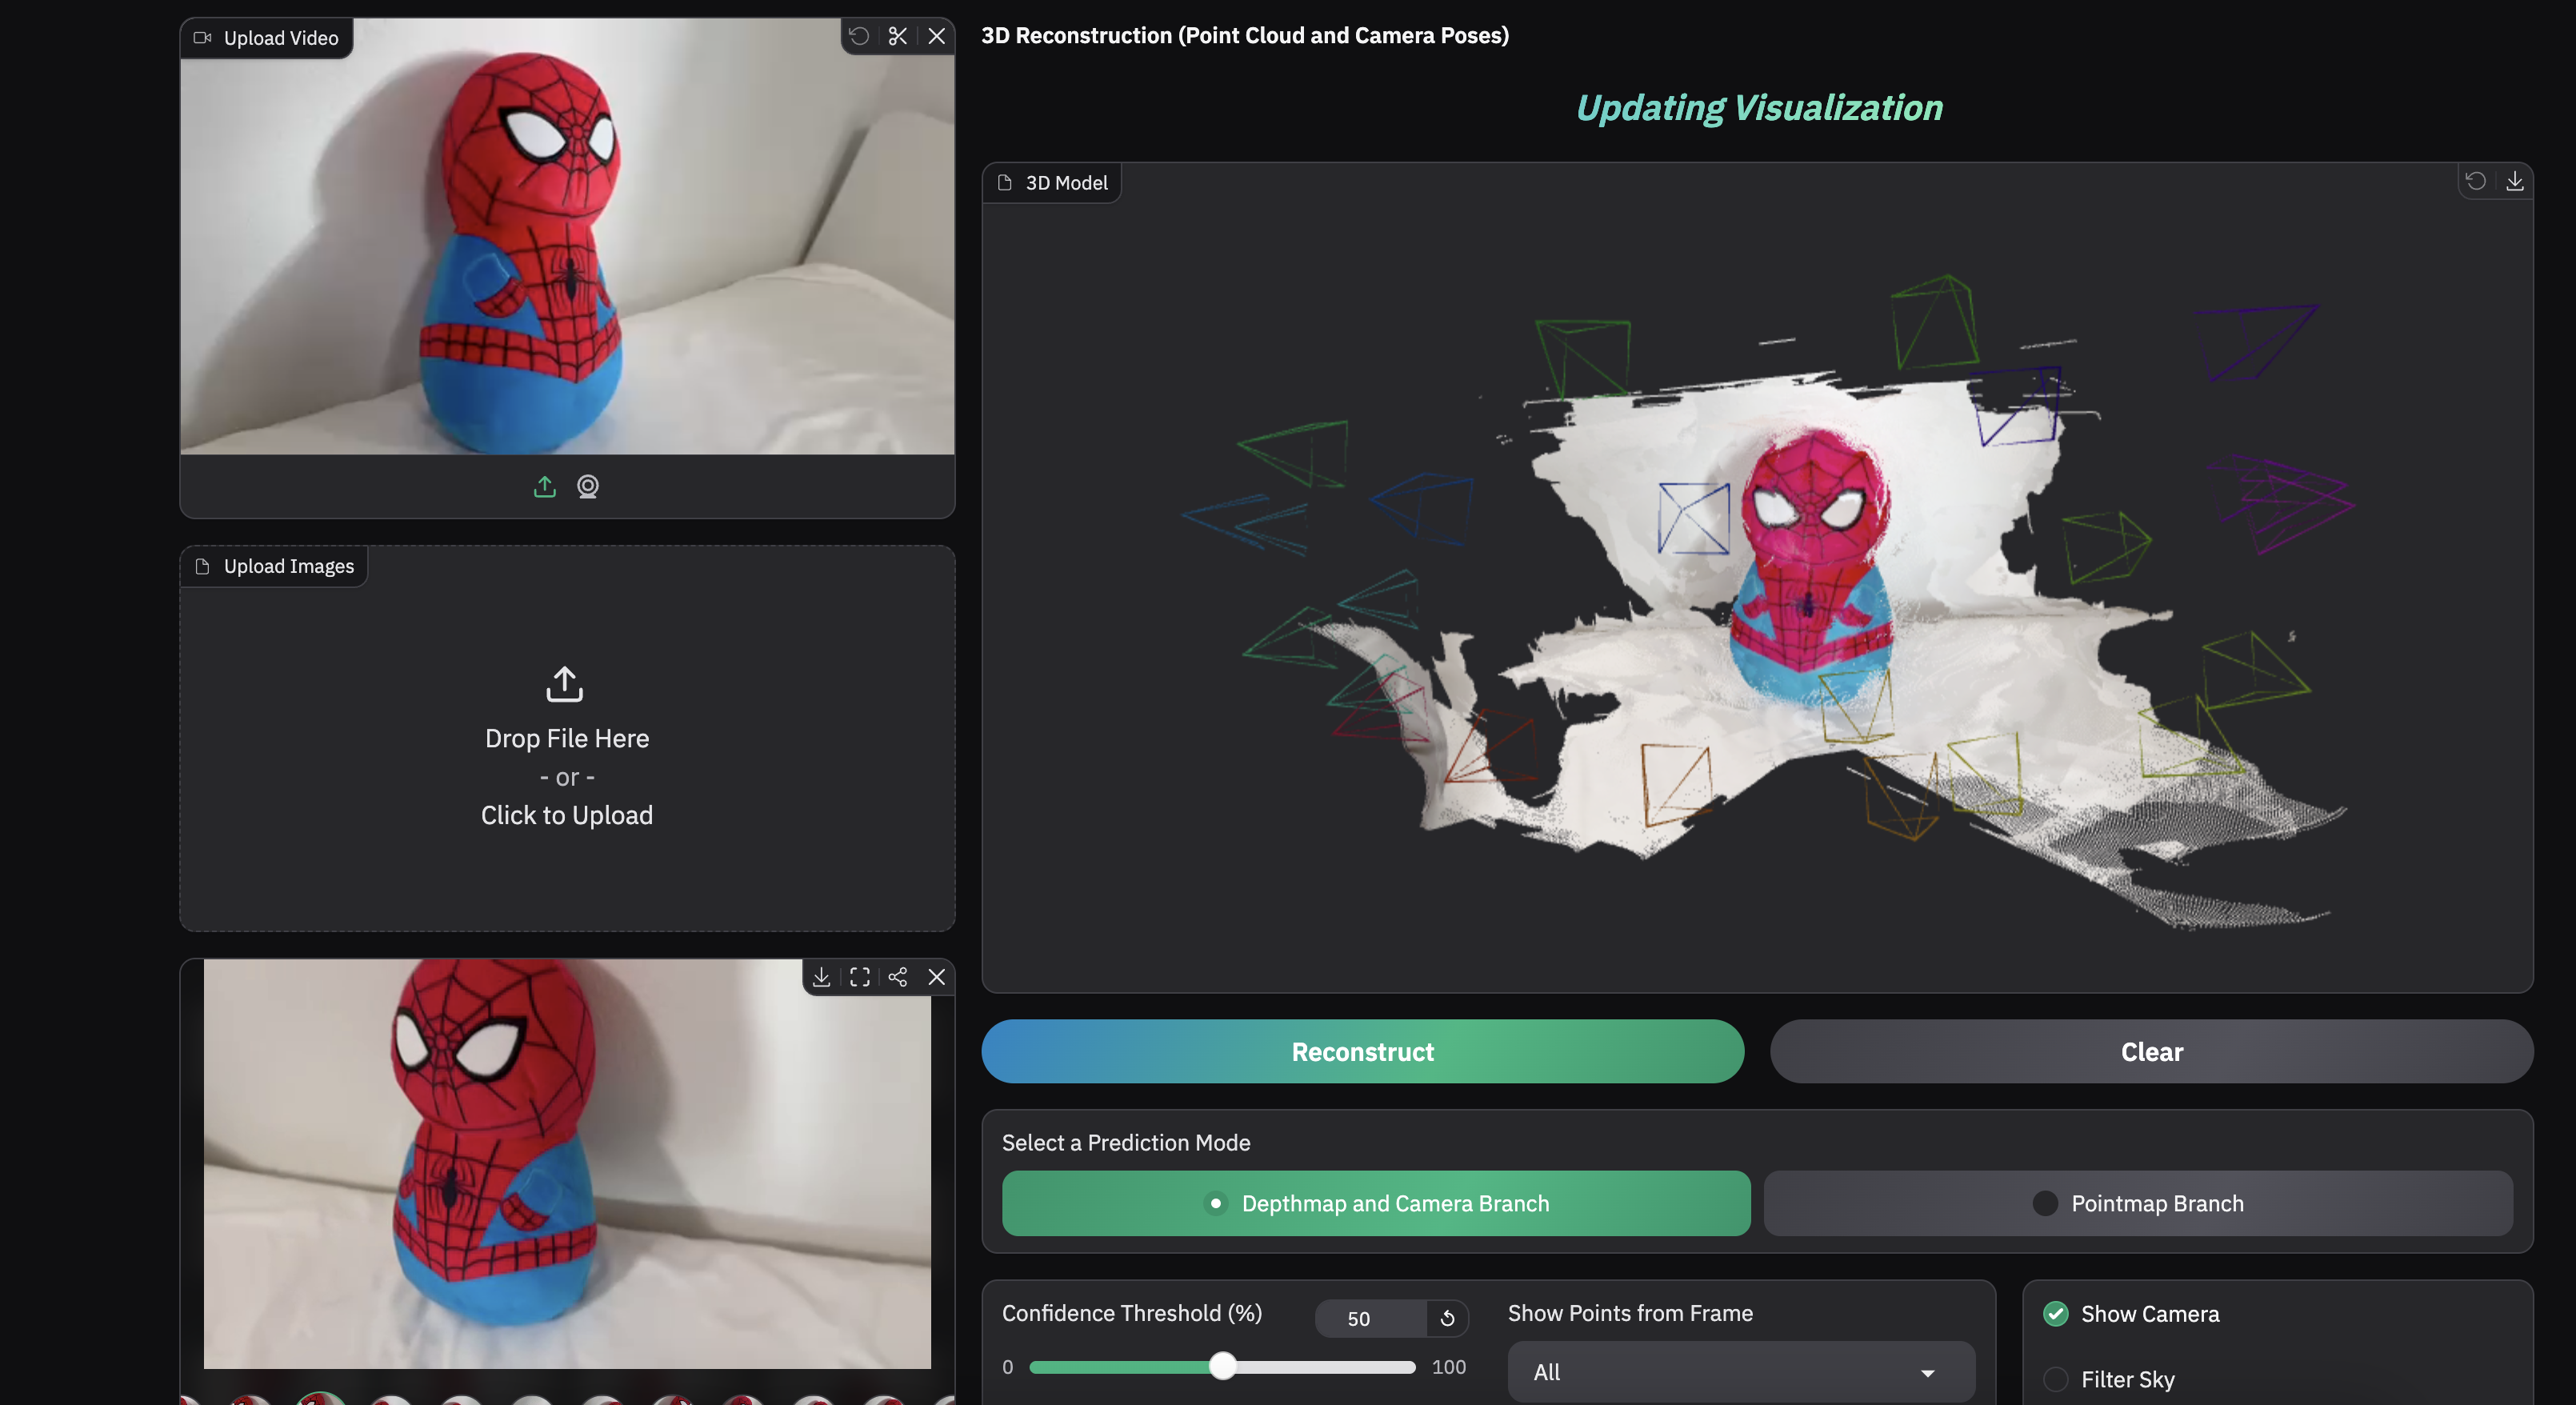 Upload Video
Upload Images
Drop File Here
- or -
Click to Upload
3D Reconstruction (Point Cloud and Camera Poses)
Updating Visualization
3D Model
Reconstruct
Clear
Select a Prediction Mode
Depthmap and Camera Branch
Pointmap Branch
Confidence Threshold (%)
50
0
100
Show Points from Frame
All
Show Camera
Filter Sky